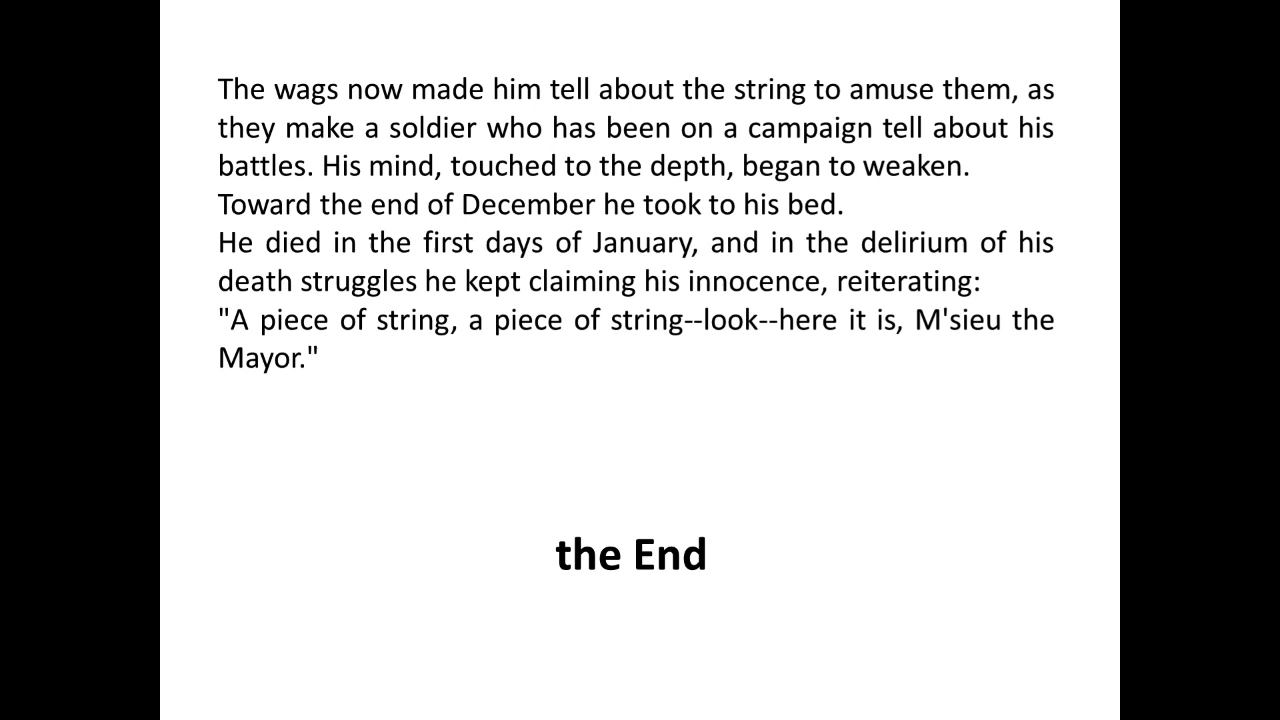 The wags now made him tell about the string to amuse them, as
they make a soldier who has been on a campaign tell about his
battles. His mind, touched to the depth, began to weaken.
Toward the end of December he took to his bed.
He died in the first days of January, and in the delirium of his
death struggles he kept claiming his innocence, reiterating:
"A piece of string, a piece of string--look--here it is, M'sieu the
Mayor."
the End